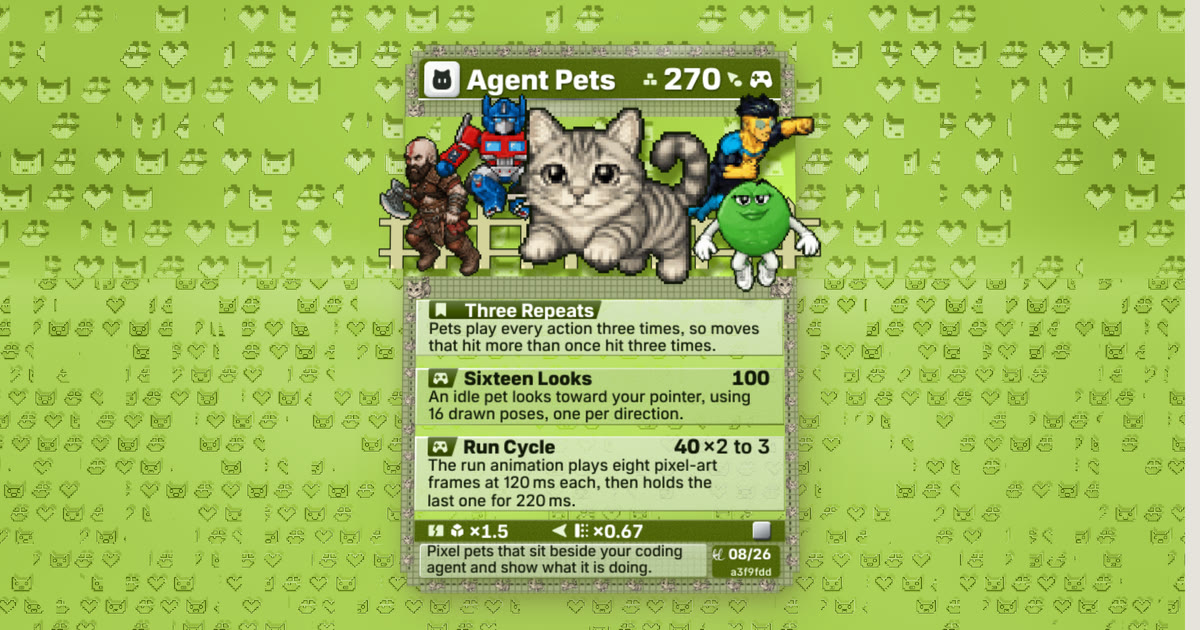 Agent Pets 270
Three Repeats
Pets play every action three times, so moves
that hit more than once hit three times.
Sixteen Looks 100
An idle pet looks toward your pointer, using
16 drawn poses, one per direction.
Run Cycle 40 ×2 to 3
The run animation plays eight pixel-art
frames at 120 ms each, then holds the
last one for 220 ms.
×1.5 ×0.67
Pixel pets that sit beside your coding
agent and show what it is doing.
08/26
a3f9fdd